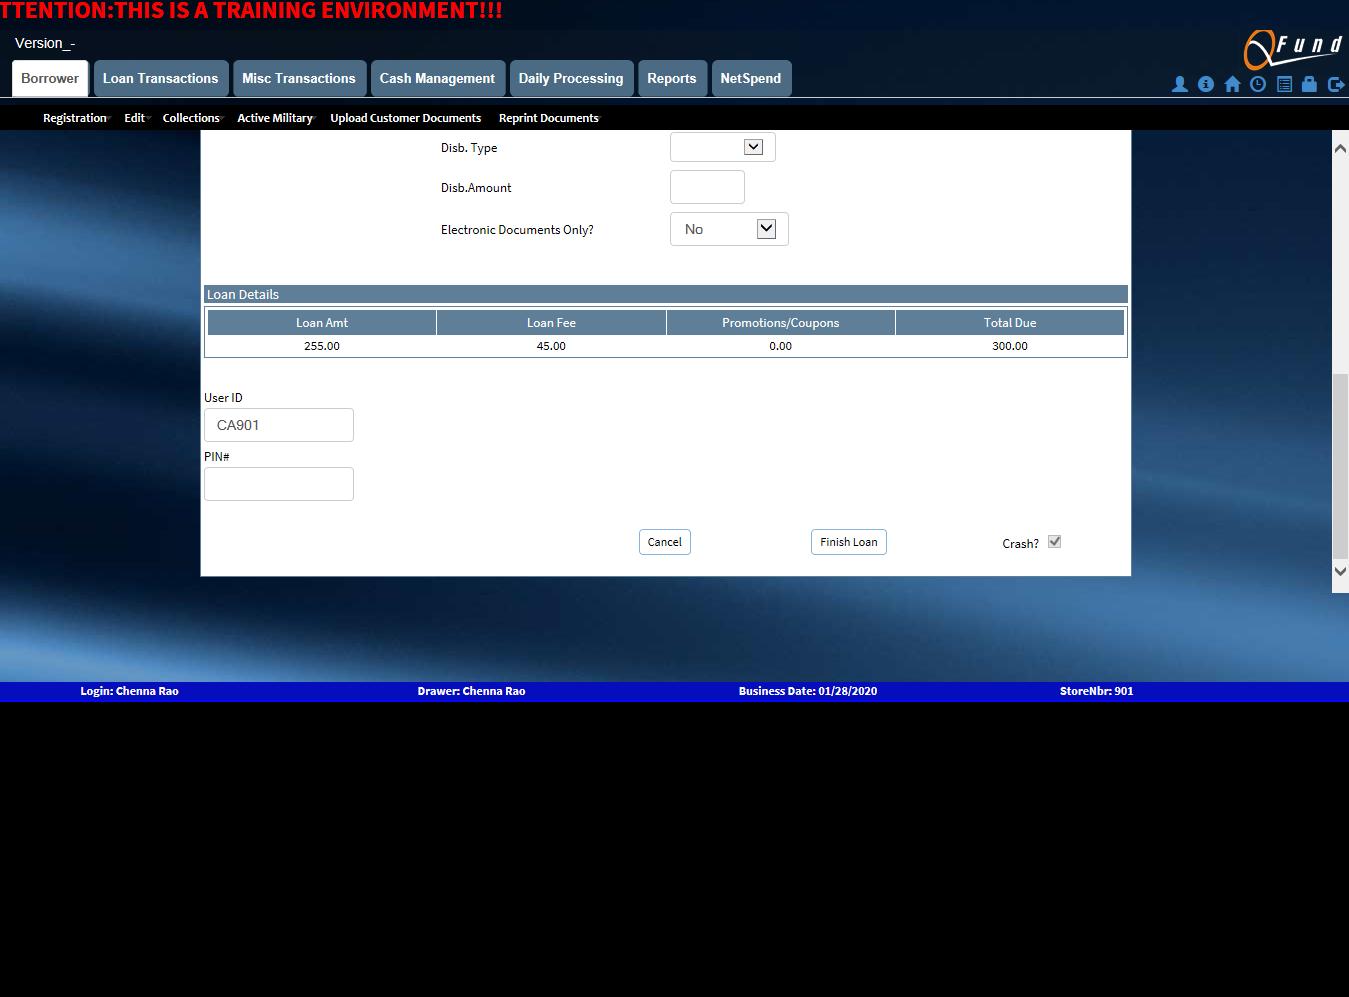 TTENTION:THIS IS A TRAINING ENVIRONMENT!!!
Version_-
Fund
Borrower Loan Transactions Misc Transactions Cash Management Daily Processing Reports NetSpend
Registration Edit Collections Active Military Upload Customer Documents Reprint Documents
Disb. Type
Disb.Amount
Electronic Documents Only? No
Loan Details
Loan Amt Loan Fee Promotions/Coupons Total Due
255.00 45.00 0.00 300.00
User ID
CA901
PIN#
Cancel Finish Loan Crash?
Login: Chenna Rao Drawer: Chenna Rao Business Date: 01/28/2020 StoreNbr: 901